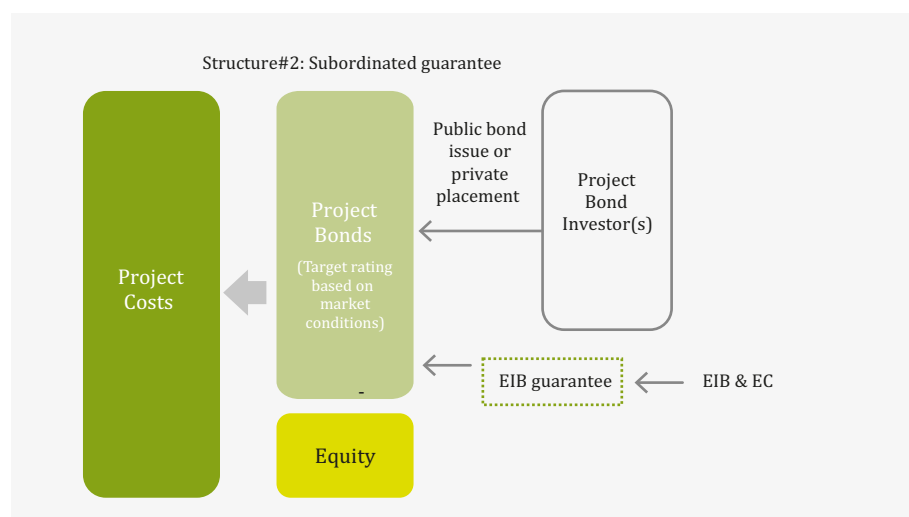 Structure#2: Subordinated guarantee
Project
Costs
Project
Bonds
(Target rating
based on
market
conditions)
-
Equity
Public bond
issue or
private
placement
Project
Bond
Investor(s)
EIB guarantee
EIB & EC